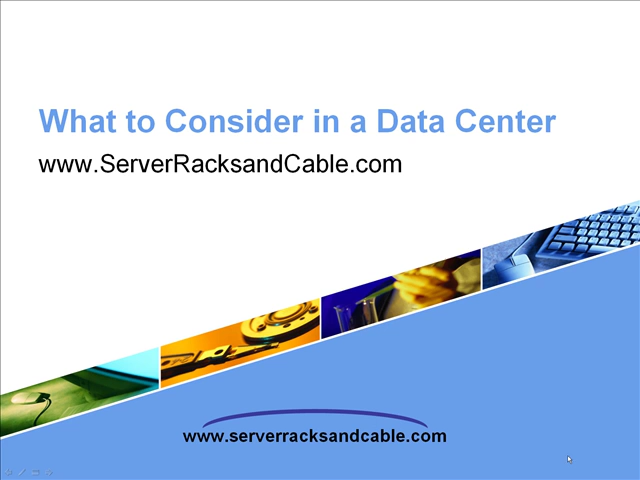 What to Consider in a Data Center
www.ServerRacksandCable.com
www.serverracksandcable.com